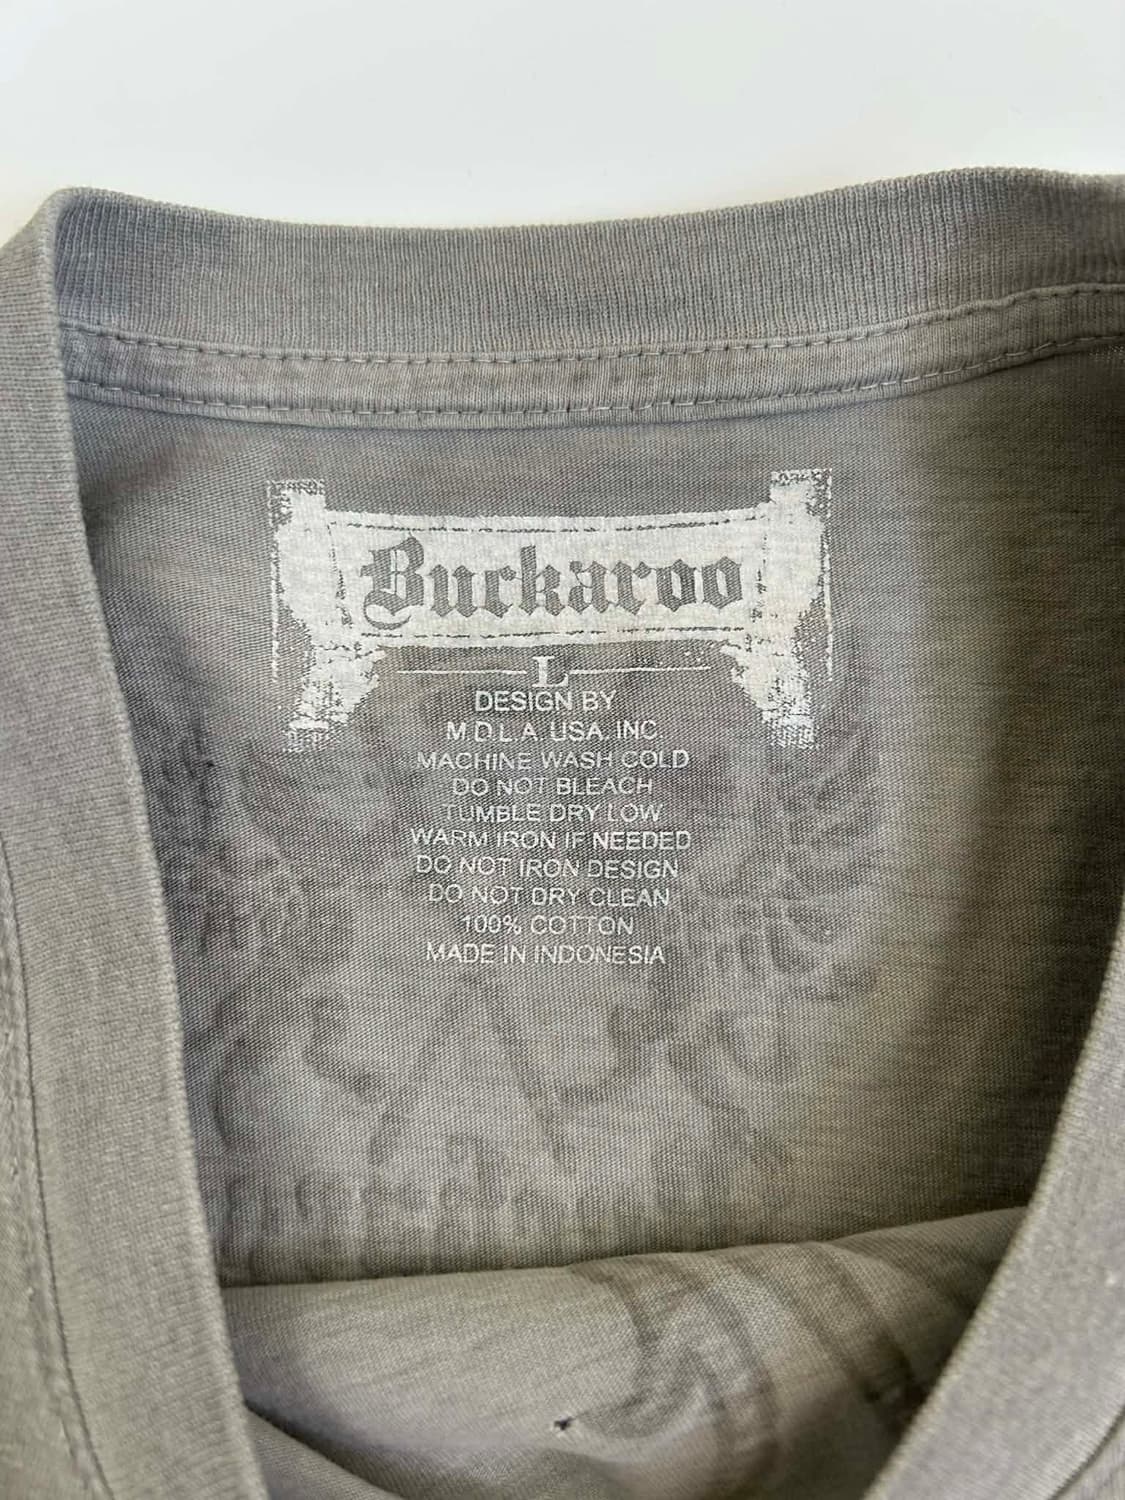 Buckaroo
L
DESIGN BY
M.D.L.A. USA, INC.
MACHINE WASH COLD
DO NOT BLEACH
TUMBLE DRY LOW
WARM IRON IF NEEDED
DO NOT IRON DESIGN
DO NOT DRY CLEAN
100% COTTON
MADE IN INDONESIA